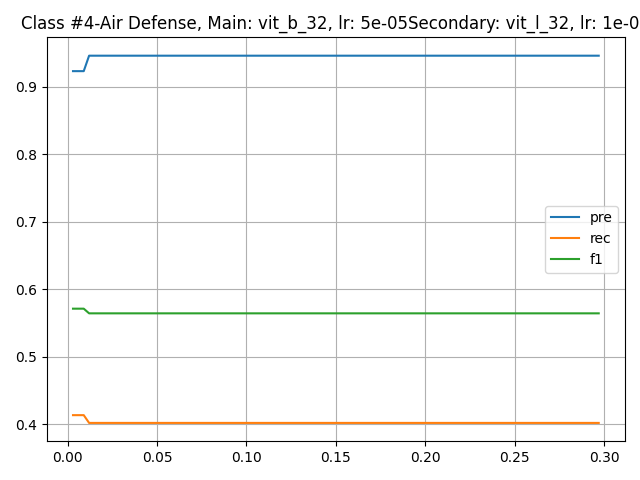 Class #4-Air Defense, Main: vit_b_32, lr: 5e-05Secondary: vit_l_32, lr: 1e-0
0.9
0.8
0.7
0.6
0.5
0.4
pre
rec
f1
0.00 0.05 0.10 0.15 0.20 0.25 0.30